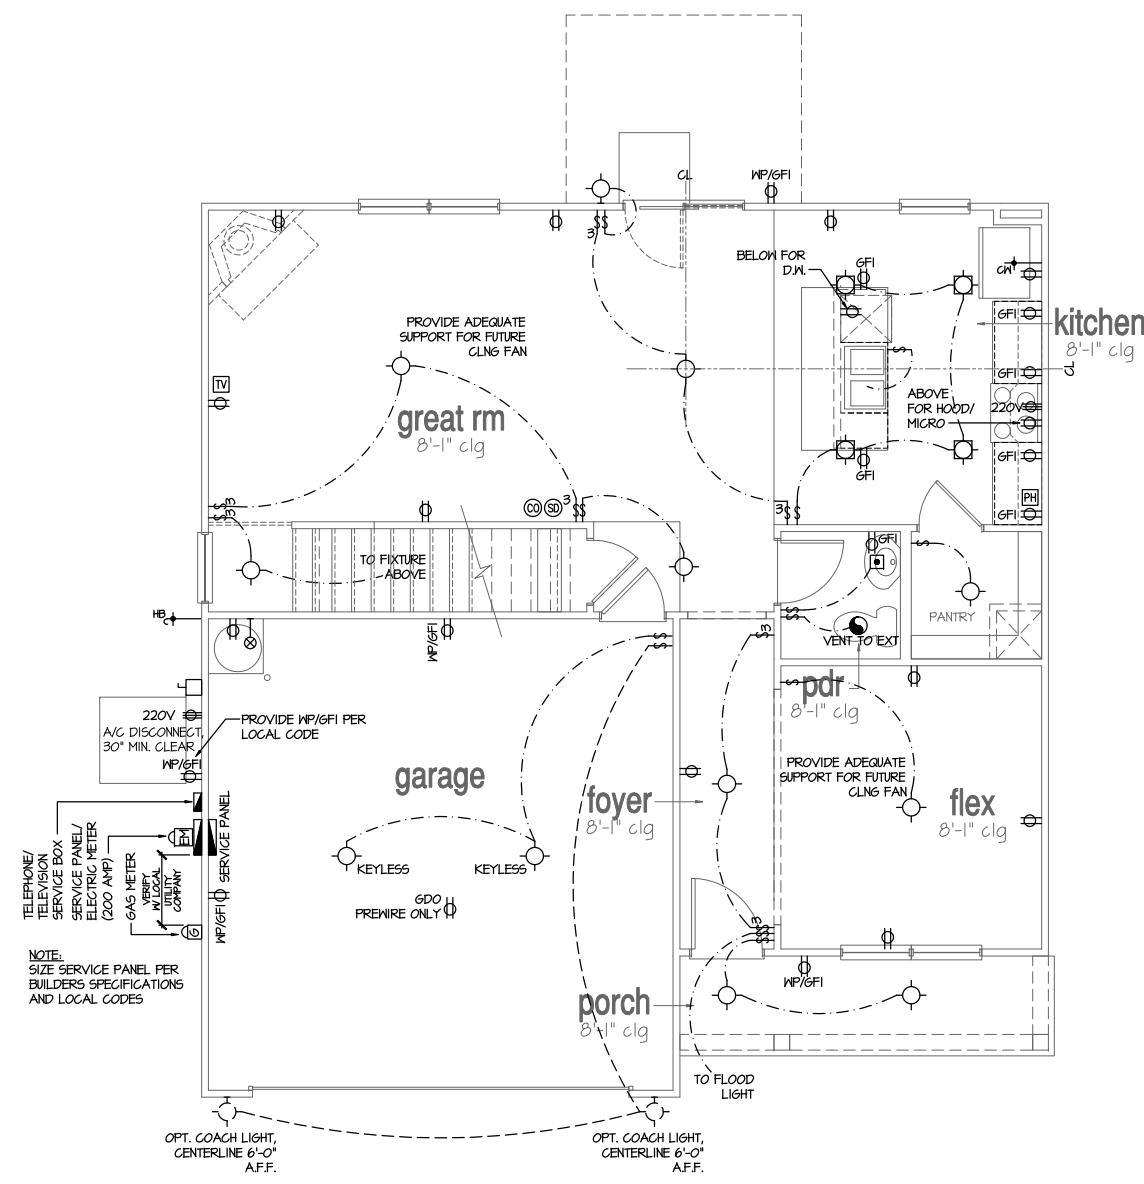 CL
WP/GFI
3
BELOW FOR
D.W.
GFI
CW
GFI
kitchen
8'-1" clg
PROVIDE ADEQUATE
SUPPORT FOR FUTURE
CLNG FAN
GFI
CL
TV
ABOVE
FOR HOOD/
MICRO
220V
great rm
8'-1" clg
GFI
GFI
PH
3
3
CO
SD
3
3
GFI
GFI
TO FIXTURE
ABOVE
PANTRY
HB
WP/GFI
3
VENT TO EXT
pdr
8'-1" clg
220V
A/C DISCONNECT,
30" MIN. CLEAR
WP/GFI
PROVIDE WP/GFI PER
LOCAL CODE
garage
PROVIDE ADEQUATE
SUPPORT FOR FUTURE
CLNG FAN
foyer
8'-1" clg
flex
8'-1" clg
TELEPHONE/
TELEVISION
SERVICE BOX
SERVICE PANEL/
ELECTRIC METER
(200 AMP)
GAS METER
VERIFY
W/ LOCAL
UTILITY
COMPANY
EM
SERVICE PANEL
WP/GFI
G
KEYLESS
KEYLESS
GDO
PREWIRE ONLY
3
NOTE:
SIZE SERVICE PANEL PER
BUILDERS SPECIFICATIONS
AND LOCAL CODES
WP/GFI
porch
8'-1" clg
TO FLOOD
LIGHT
OPT. COACH LIGHT,
CENTERLINE 6'-0"
A.F.F.
OPT. COACH LIGHT,
CENTERLINE 6'-0"
A.F.F.